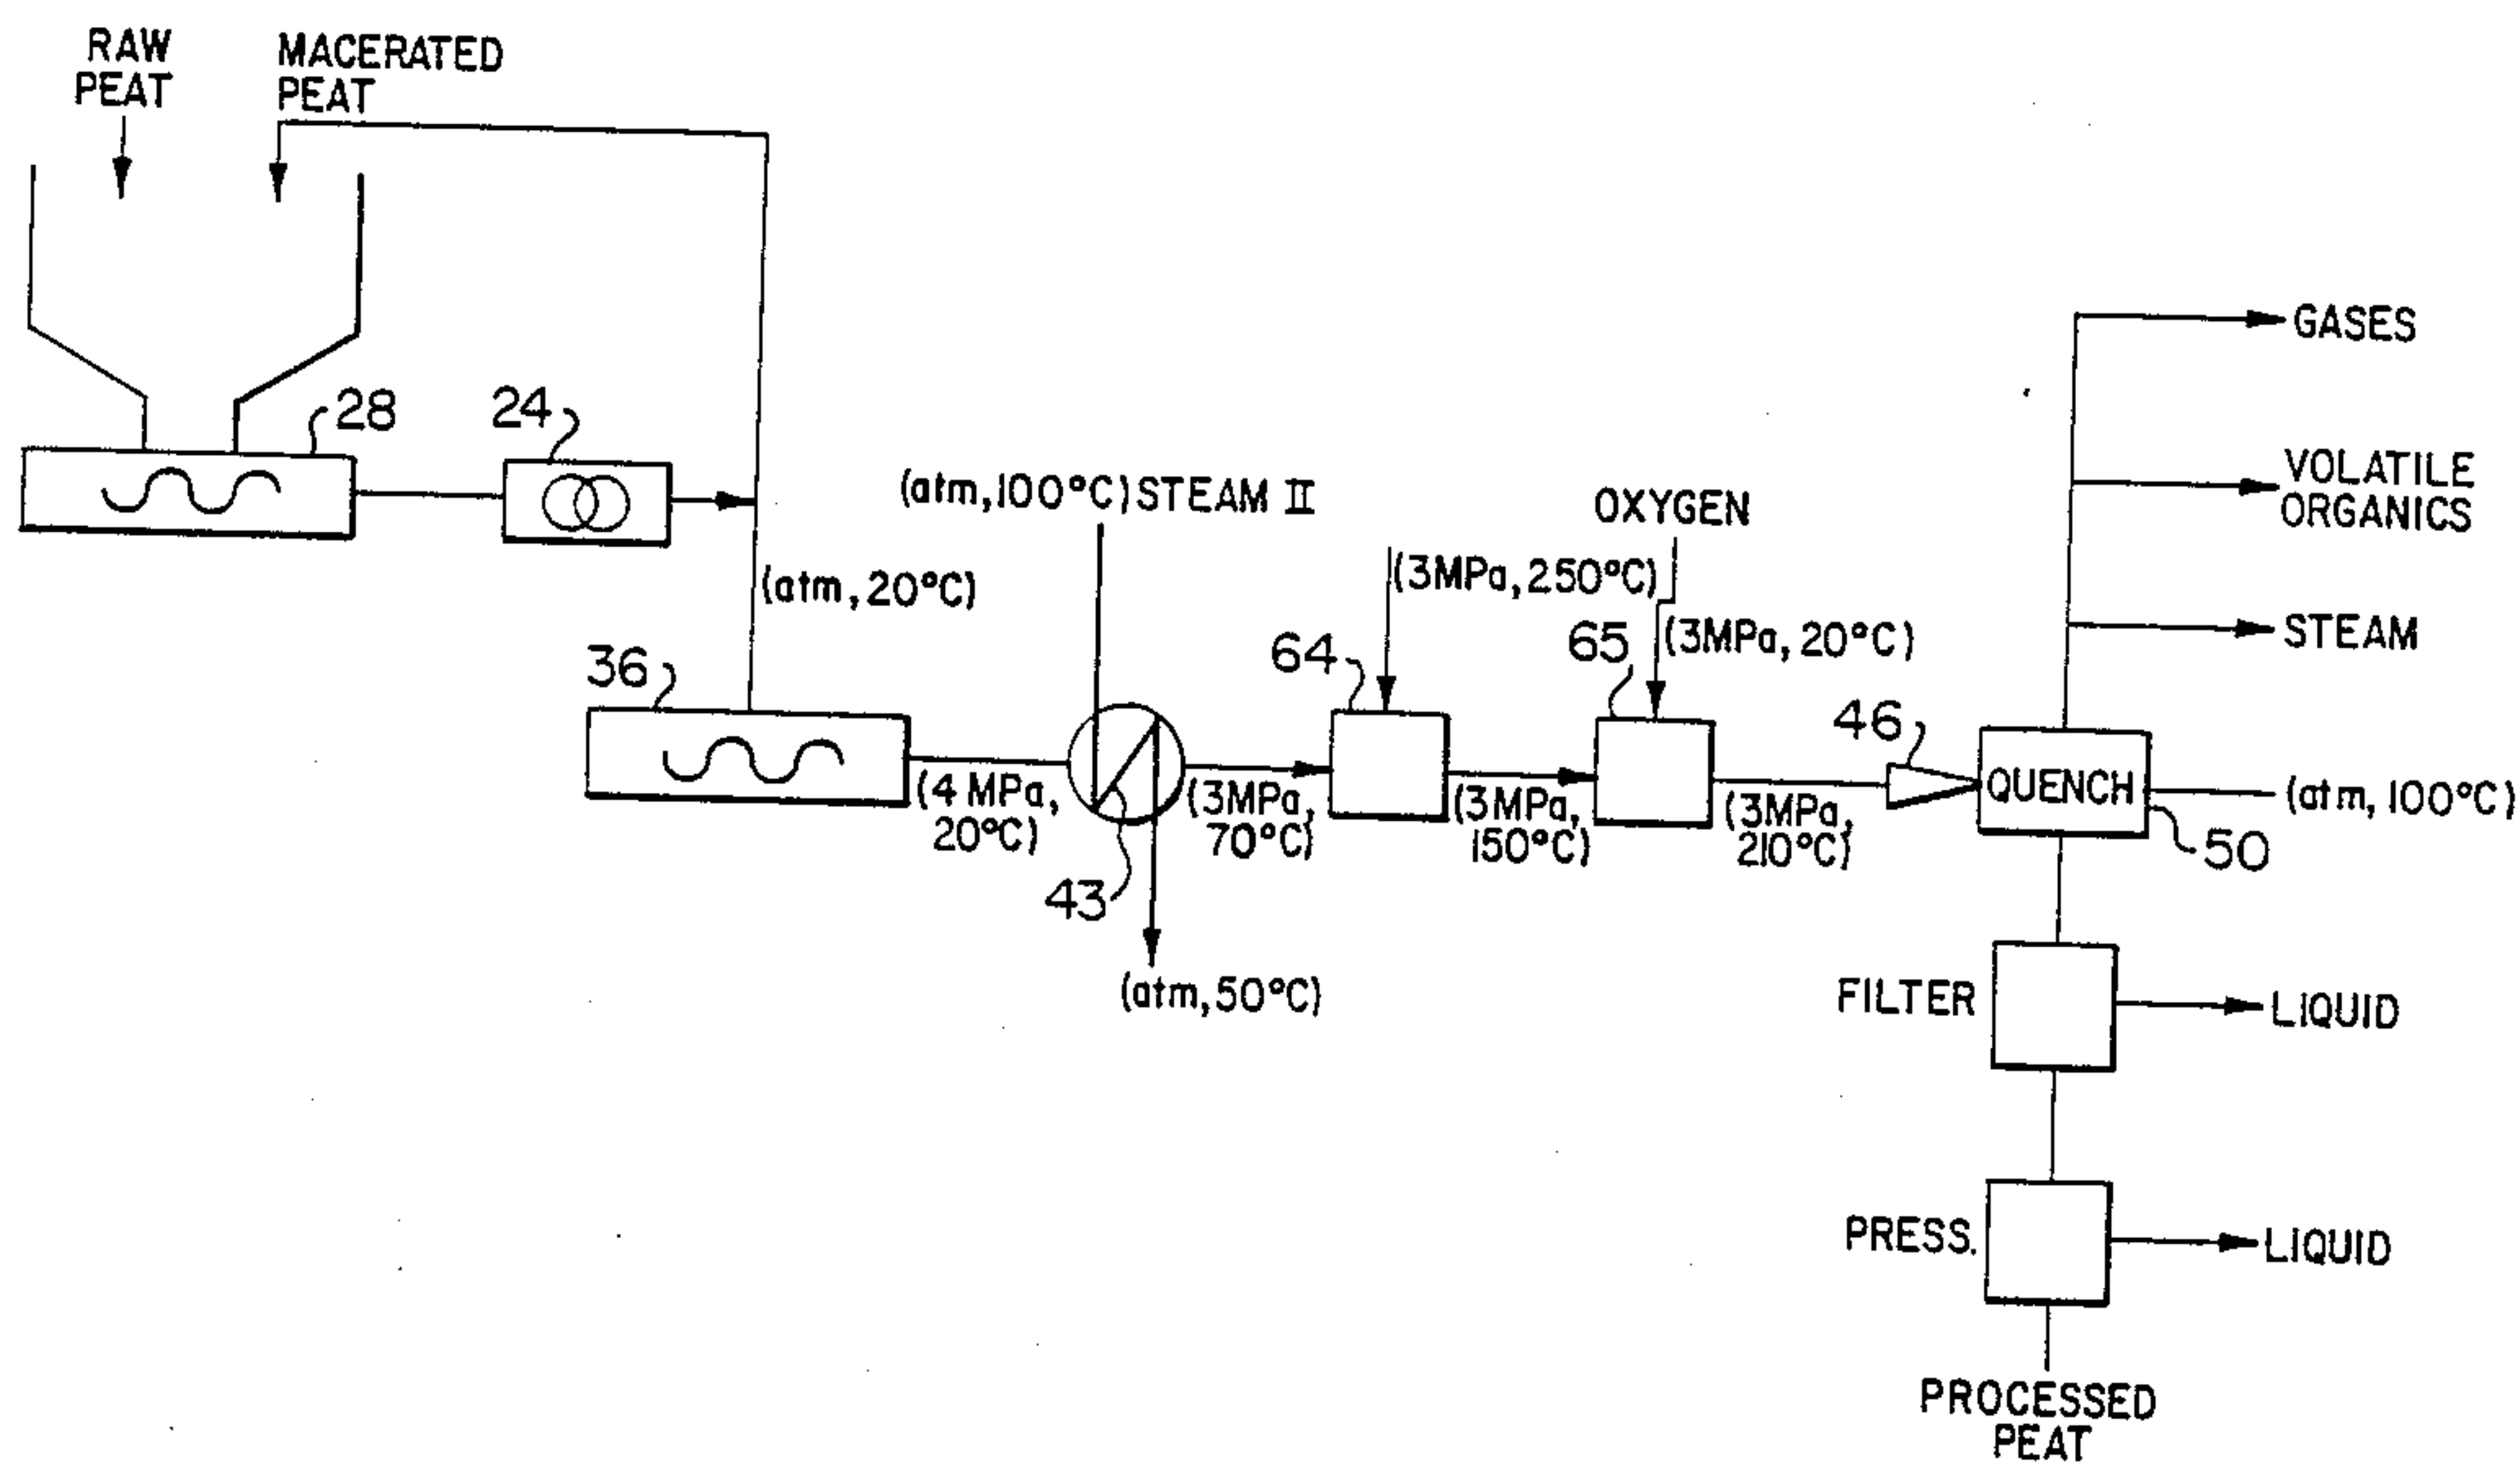 RAW
PEAT
MACERATED
PEAT
28
24
(atm, 20°C)
(atm,100°C) STEAM II
OXYGEN
(3MPa, 250°C)
(3MPa, 20°C)
36
64
65
46
(4 MPa,
20°C)
43
(3MPa,
70°C)
(3MPa,
150°C)
(3MPa,
210°C)
(atm, 50°C)
GASES
VOLATILE
ORGANICS
STEAM
QUENCH
(atm, 100°C)
50
FILTER
LIQUID
PRESS.
LIQUID
PROCESSED
PEAT